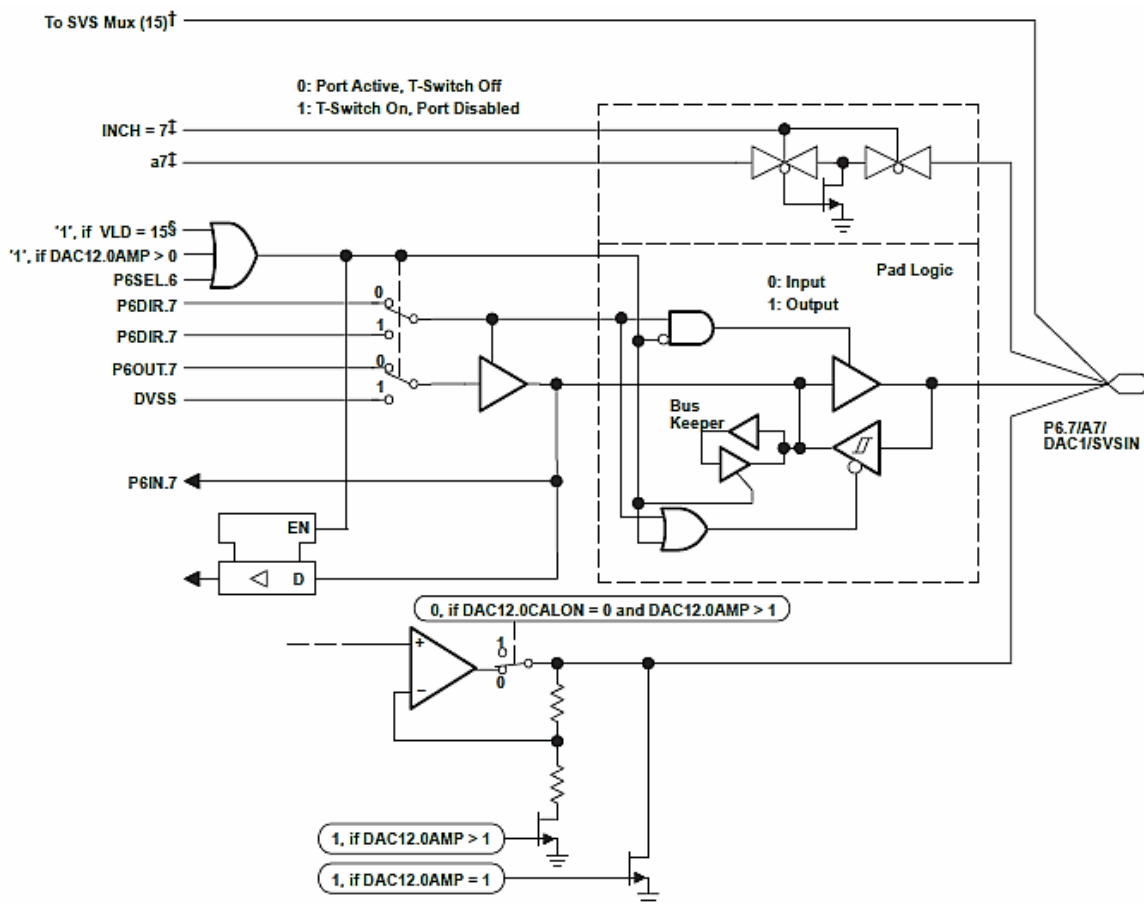 To SVS Mux (15)†
0: Port Active, T-Switch Off
1: T-Switch On, Port Disabled
INCH = 7‡
a7‡
'1', if VLD = 15§
'1', if DAC12.0AMP > 0
P6SEL.6
Pad Logic
0: Input
1: Output
P6DIR.7
0
P6DIR.7
1
P6OUT.7
0
DVSS
1
Bus
Keeper
P6.7/A7/
DAC1/SVSIN
P6IN.7
EN
D
0, if DAC12.0CALON = 0 and DAC12.0AMP > 1
+
1
−
0
1, if DAC12.0AMP > 1
1, if DAC12.0AMP = 1